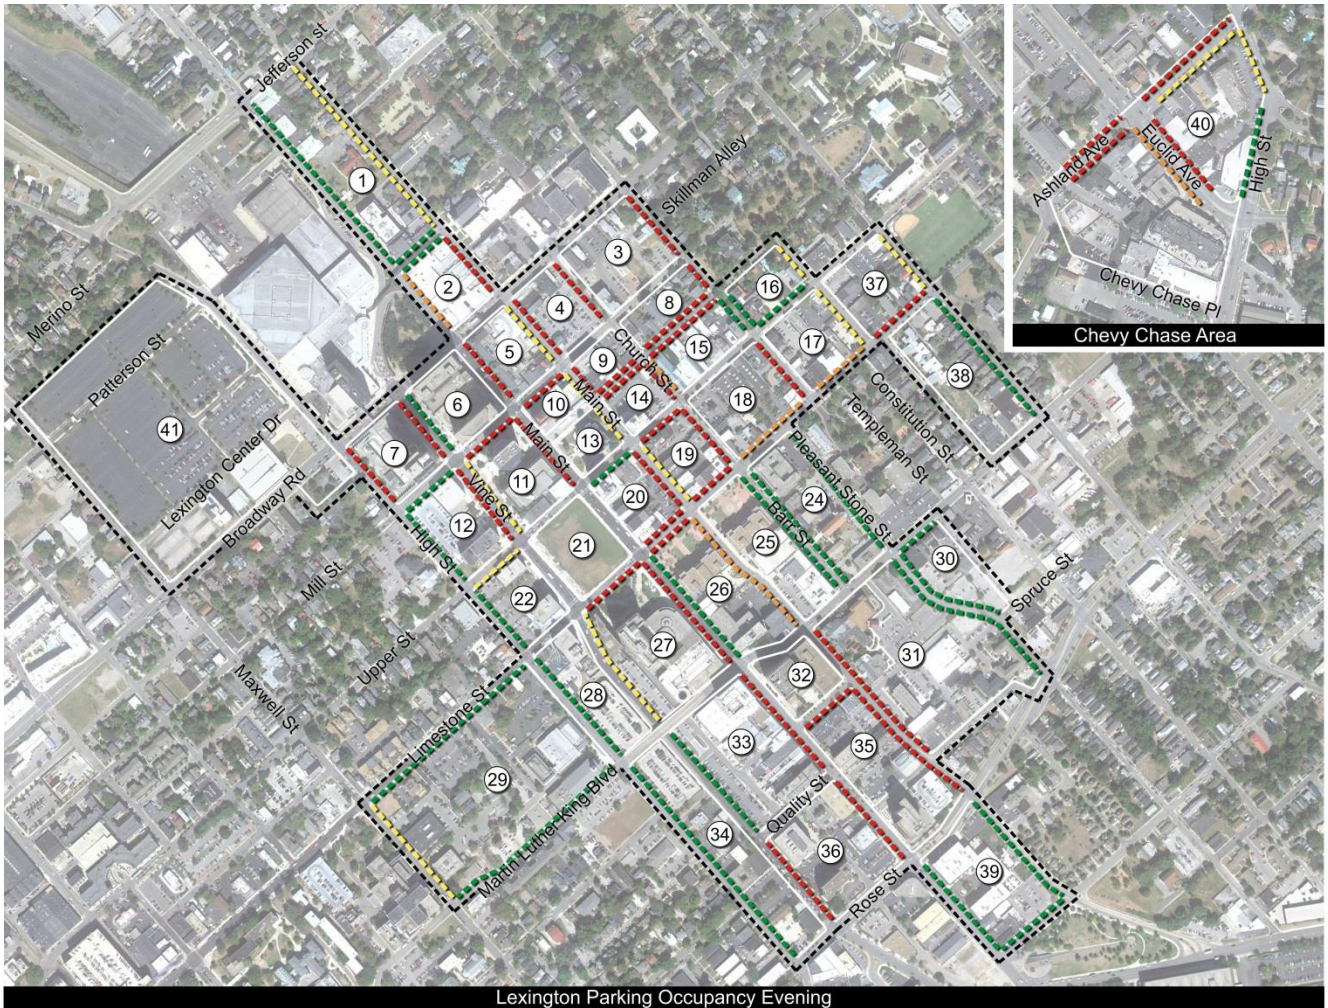 Jefferson st
Skillman Alley
Merino St
Patterson St
Lexington Center Dr
Broadway Rd
Church St
Main St
Main St
Vine St
High St
Mill St
Upper St
Maxwell St
Limestone St
Martin Luther King Blvd
Constitution St
Templeman St
Pleasant Stone St
Barr St
Spruce St
Quality St
Rose St
1
2
3
4
5
6
7
8
9
10
11
12
13
14
15
16
17
18
19
20
21
22
24
25
26
27
28
29
30
31
32
33
34
35
36
37
38
39
41
Ashland Ave
Euclid Ave
40
High St
Chevy Chase Pl
Chevy Chase Area
Lexington Parking Occupancy Evening